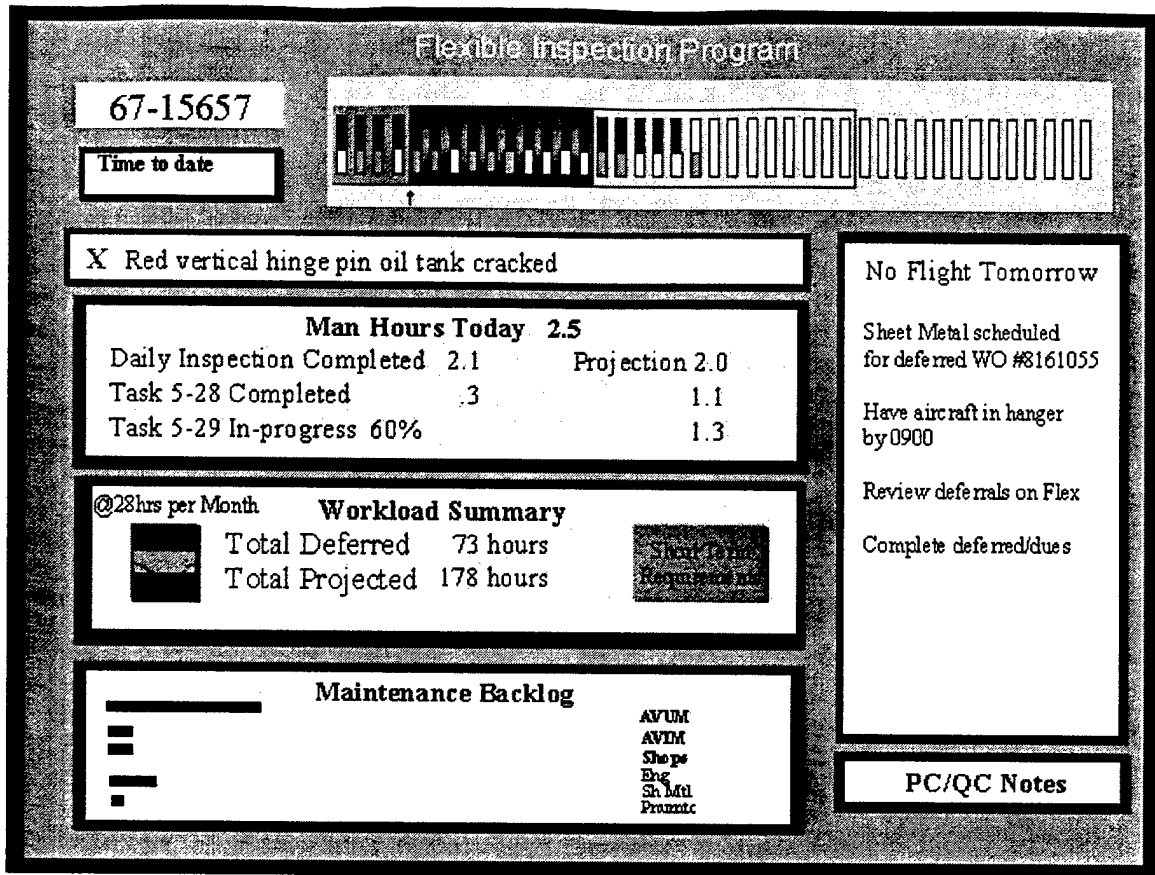 Flexible Inspection Program
67-15657
Time to date
X Red vertical hinge pin oil tank cracked
Man Hours Today 2.5
Daily Inspection Completed 2.1 Projection 2.0
Task 5-28 Completed .3 1.1
Task 5-29 In-progress 60% 1.3
@28hrs per Month Workload Summary
Total Deferred 73 hours
Total Projected 178 hours
Short Term
Requirements
Maintenance Backlog
AVUM
AVIM
Shops
Eng
Sh Mtl
No Flight Tomorrow
Sheet Metal scheduled
for deferred WO #8161055
Have aircraft in hanger
by 0900
Review deferrals on Flex
Complete deferred/dues
PC/QC Notes